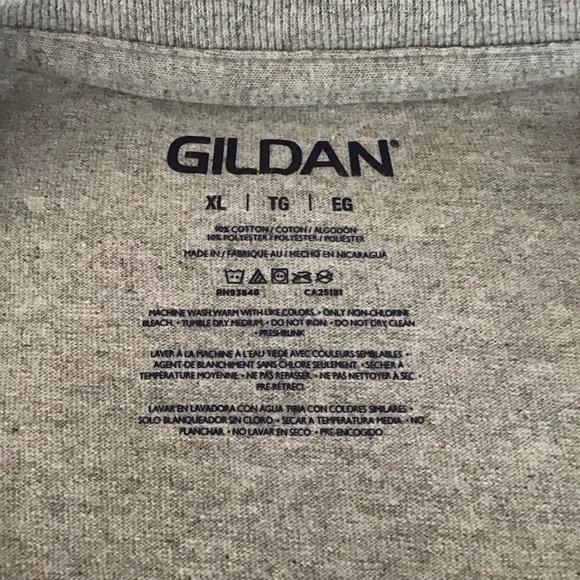 GILDAN®
XL | TG | EG
90% COTTON / COTON / ALGODÓN
10% POLYESTER / POLYESTER / POLIÉSTER
MADE IN / FABRIQUÉ AU / HECHO EN NICARAGUA
RN93846 CA25181
MACHINE WASH WARM WITH LIKE COLORS. • ONLY NON-CHLORINE
BLEACH. • TUMBLE DRY MEDIUM • DO NOT IRON. • DO NOT DRY CLEAN
• PRESHRUNK
LAVER À LA MACHINE À L'EAU TIÈDE AVEC COULEURS SEMBLABLES. •
AGENT DE BLANCHIMENT SANS CHLORE SEULEMENT. • SÉCHER À
TEMPÉRATURE MOYENNE. • NE PAS REPASSER. • NE PAS NETTOYER À SEC.
PRÉ-RÉTRÉCI
LAVAR EN LAVADORA CON AGUA TIBIA CON COLORES SIMILARES. •
SOLO BLANQUEADOR SIN CLORO. • SECAR A TEMPERATURA MEDIA. • NO
PLANCHAR. • NO LAVAR EN SECO. • PRE-ENCOGIDO